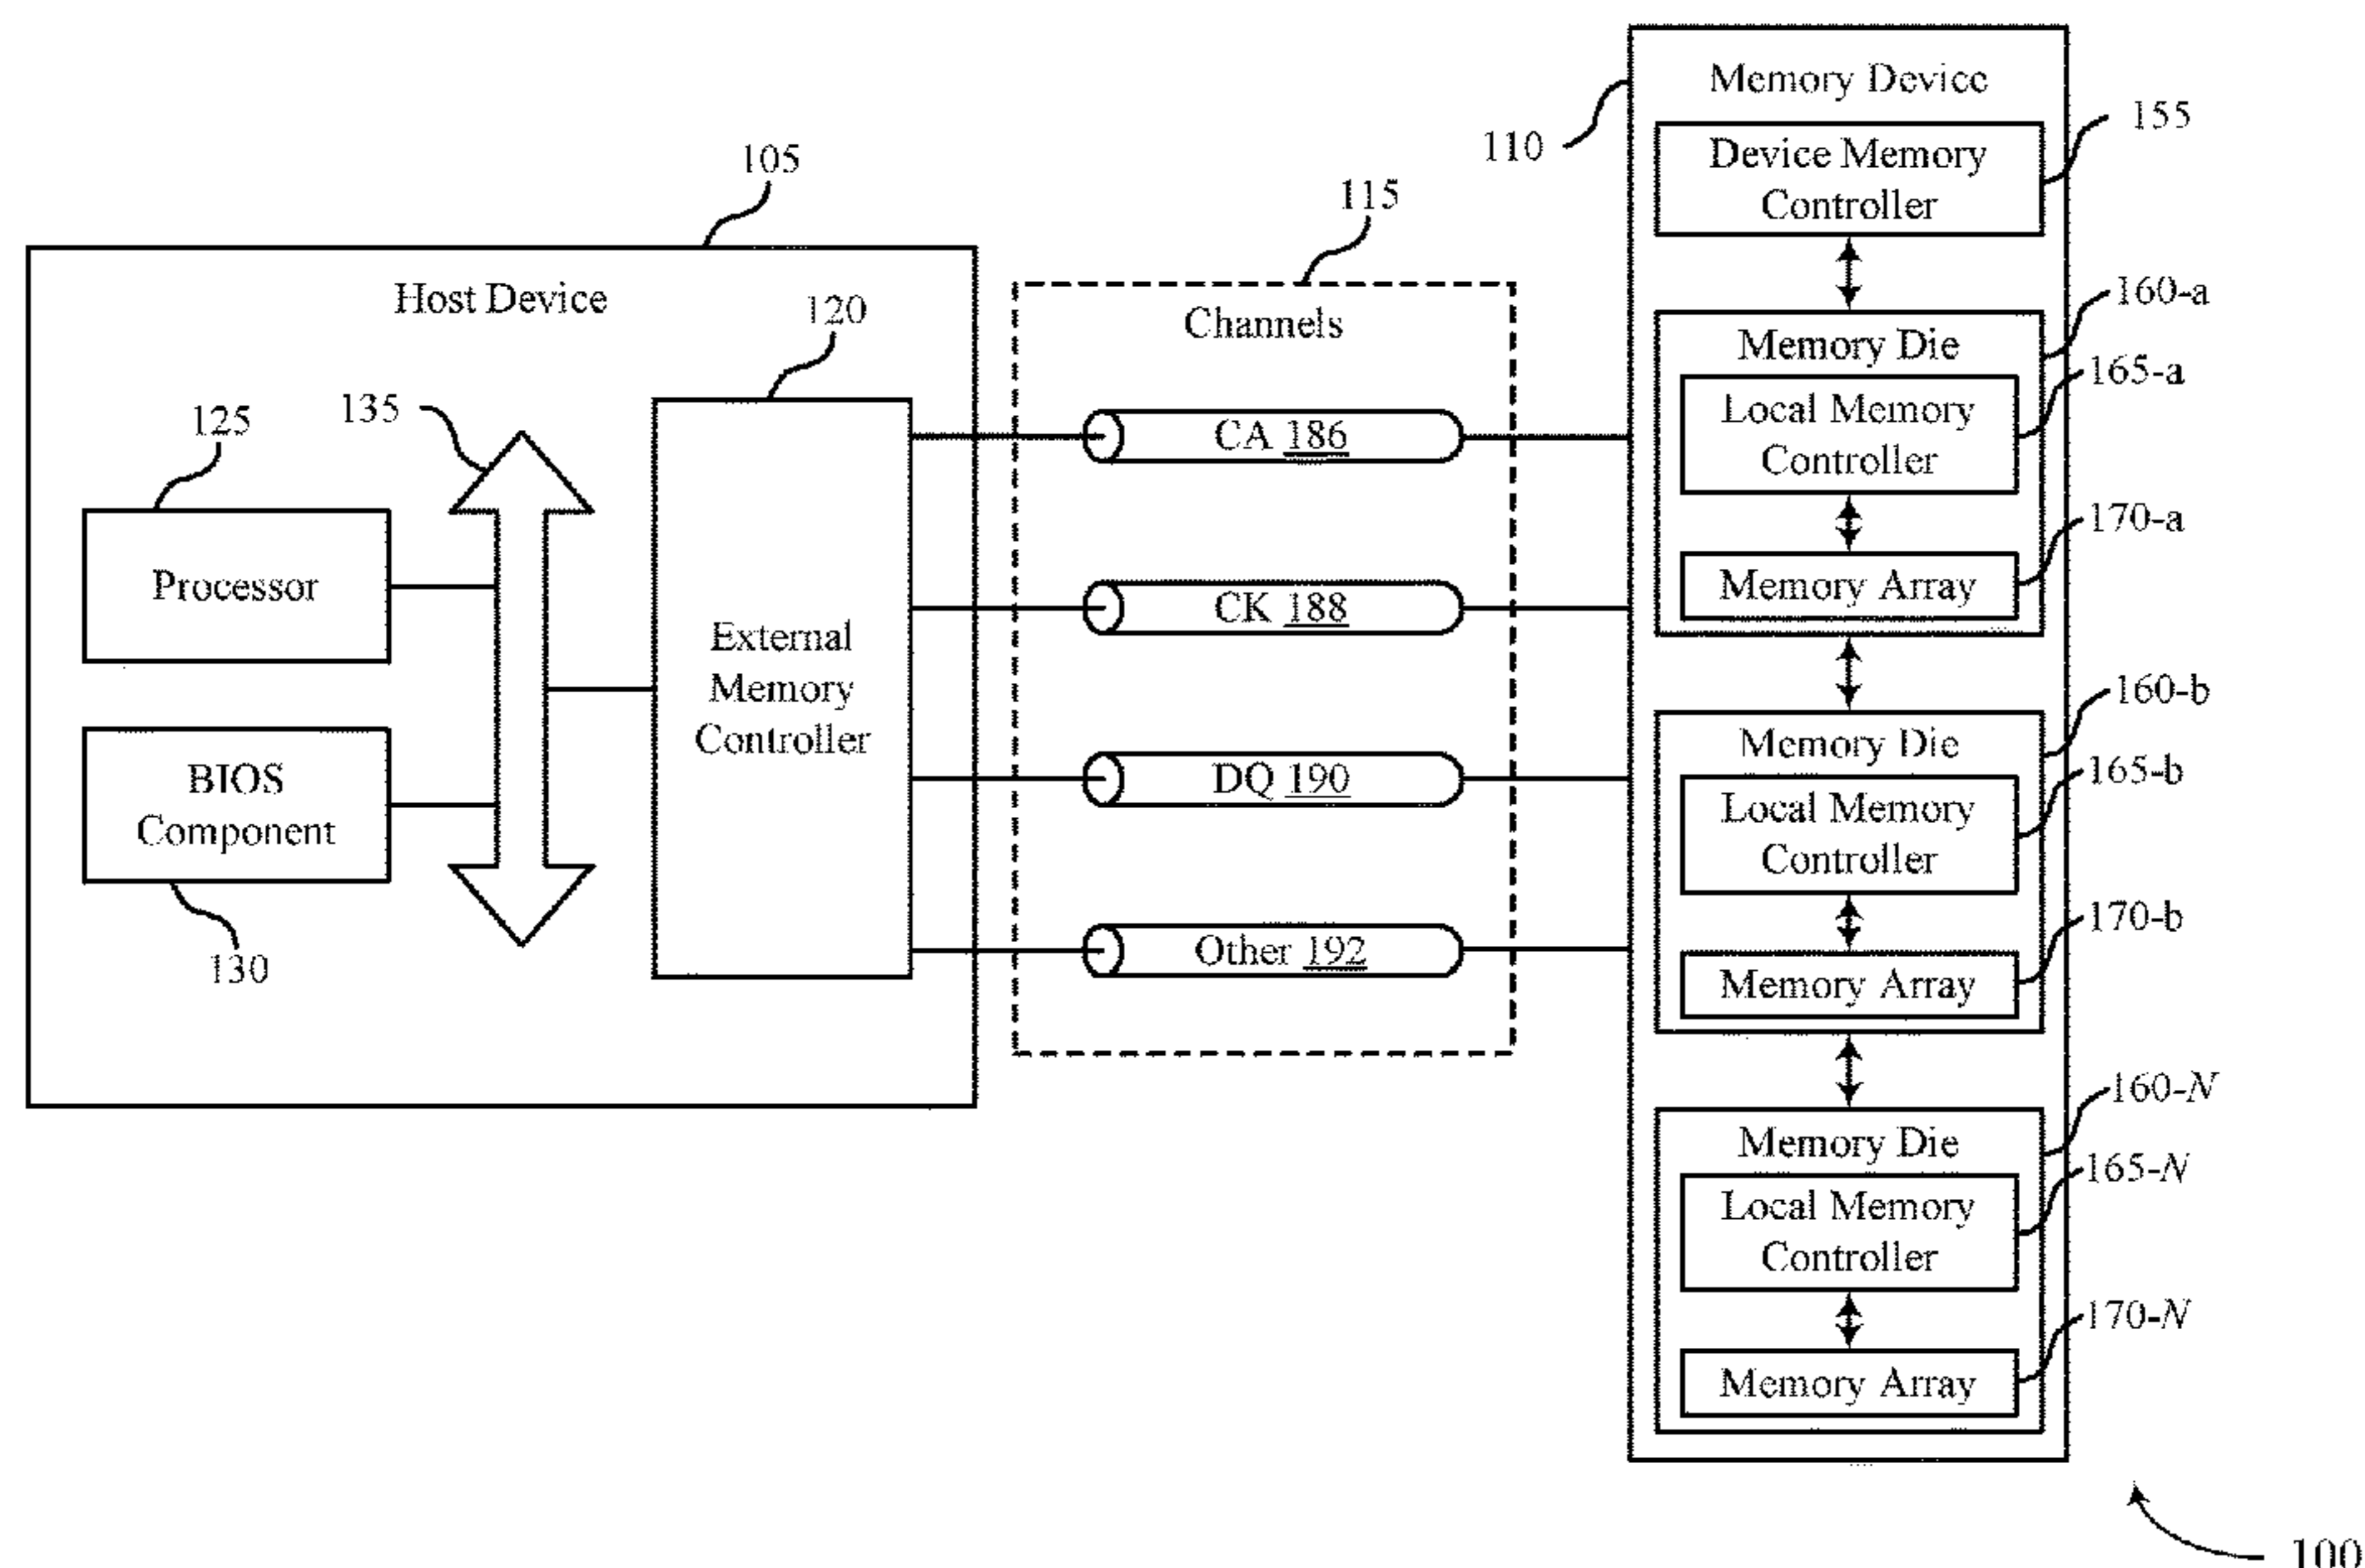 105
Host Device
120
125
135
Processor
BIOS
Component
130
External
Memory
Controller
115
Channels
CA 186
CK 188
DQ 190
Other 192
110
Memory Device
155
Device Memory
Controller
160-a
Memory Die
165-a
Local Memory
Controller
170-a
Memory Array
160-b
Memory Die
165-b
Local Memory
Controller
170-b
Memory Array
160-N
Memory Die
165-N
Local Memory
Controller
170-N
Memory Array
100